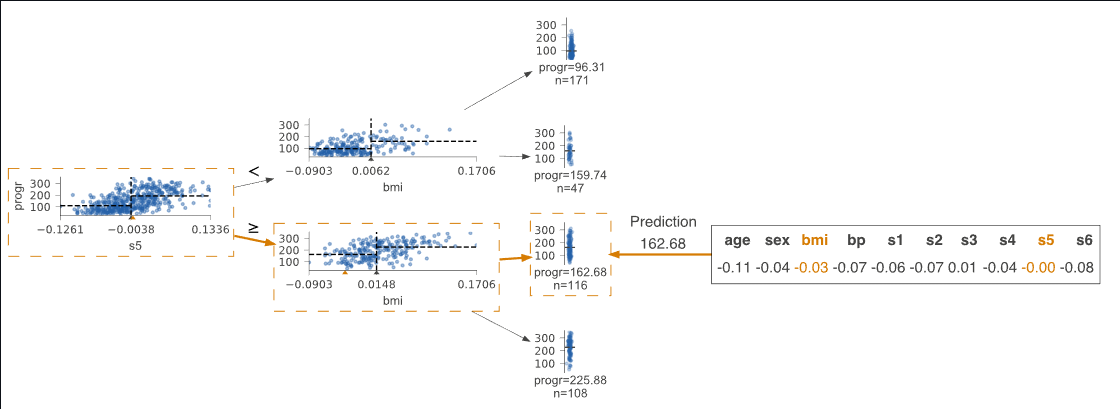 300
200
100
progr=96.31
n=171
300
200
100
-0.0903 0.0062 0.1706
bmi
300
200
100
progr=159.74
n=47
<
progr
300
200
100
-0.1261 -0.0038 0.1336
s5
≥
300
200
100
-0.0903 0.0148 0.1706
bmi
300
200
100
progr=162.68
n=116
Prediction
162.68
age sex bmi bp s1 s2 s3 s4 s5 s6
-0.11 -0.04 -0.03 -0.07 -0.06 -0.07 0.01 -0.04 -0.00 -0.08
300
200
100
progr=225.88
n=108